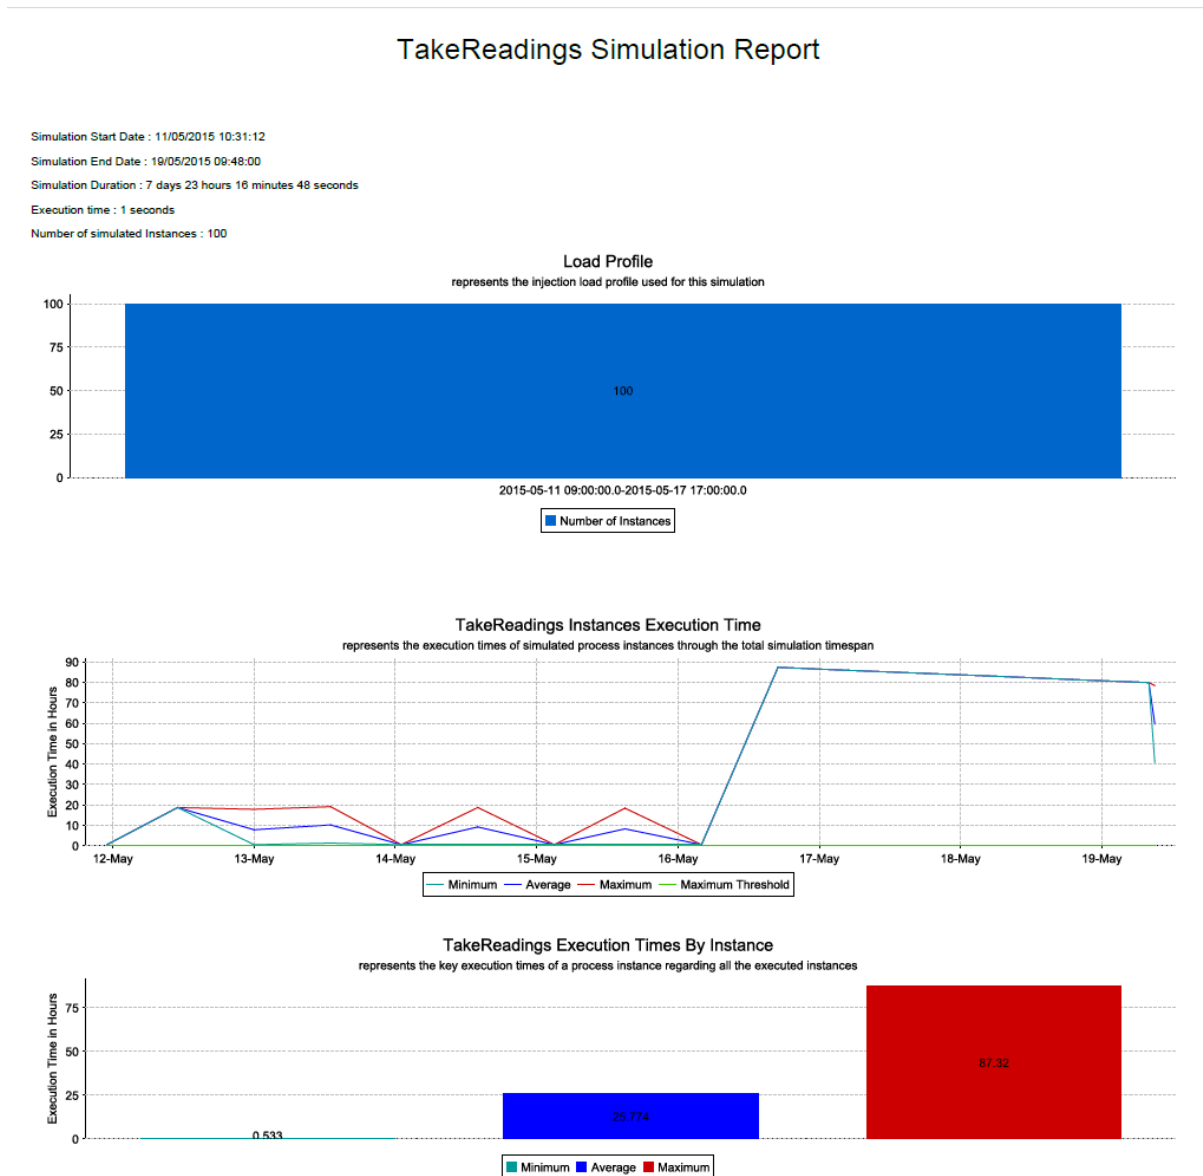 TakeReadings Simulation Report
Simulation Start Date : 11/05/2015 10:31:12
Simulation End Date : 19/05/2015 09:48:00
Simulation Duration : 7 days 23 hours 16 minutes 48 seconds
Execution time : 1 seconds
Number of simulated Instances : 100
Load Profile
represents the injection load profile used for this simulation
100
75
50
25
0
100
2015-05-11 09:00:00.0-2015-05-17 17:00:00.0
Number of Instances
TakeReadings Instances Execution Time
represents the execution times of simulated process instances through the total simulation timespan
Execution Time in Hours
90
80
70
60
50
40
30
20
10
0
12-May 13-May 14-May 15-May 16-May 17-May 18-May 19-May
Minimum Average Maximum Maximum Threshold
TakeReadings Execution Times By Instance
represents the key execution times of a process instance regarding all the executed instances
Execution Time in Hours
75
50
25
0
0.533
25.774
87.32
Minimum Average Maximum